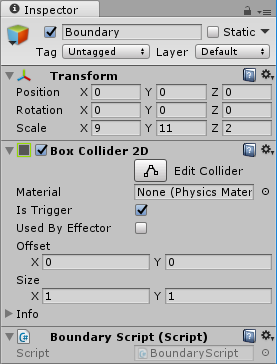 Inspector
Boundary Static
Tag Untagged Layer Default
Transform
Position X 0 Y 0 Z 0
Rotation X 0 Y 0 Z 0
Scale X 9 Y 11 Z 2
Box Collider 2D
Edit Collider
Material None (Physics Mater
Is Trigger
Used By Effector
Offset
X 0 Y 0
Size
X 1 Y 1
Info
Boundary Script (Script)
Script BoundaryScript